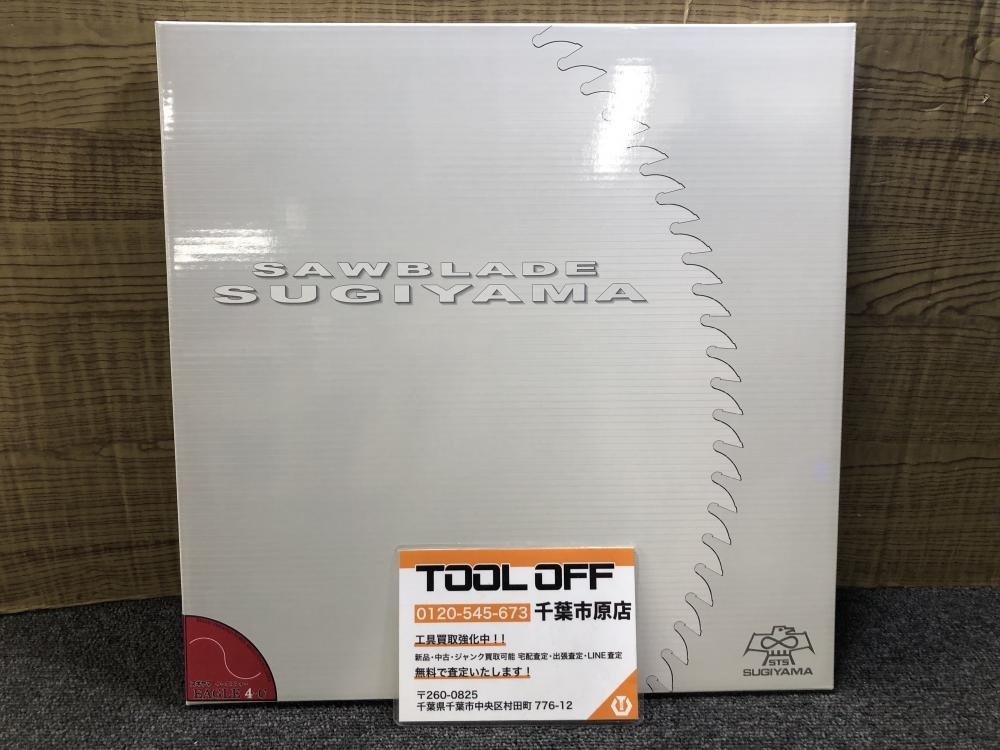 SAWBLADE
SUGIYAMA
TOOL OFF
0120-545-673 千葉市原店
工具買取強化中!!
新品・中古・ジャンク買取可能 宅配査定・出張査定・LINE査定
無料で査定いたします!
〒260-0825
千葉県千葉市中央区村田町 776-12
EAGLE 4-G
STS
SUGIYAMA